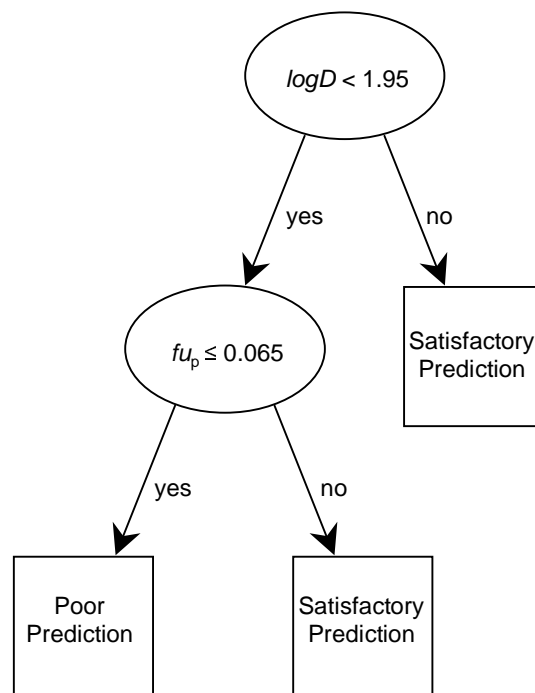 logD < 1.95
yes
no
fuₚ ≤ 0.065
Satisfactory
Prediction
yes
no
Poor
Prediction
Satisfactory
Prediction